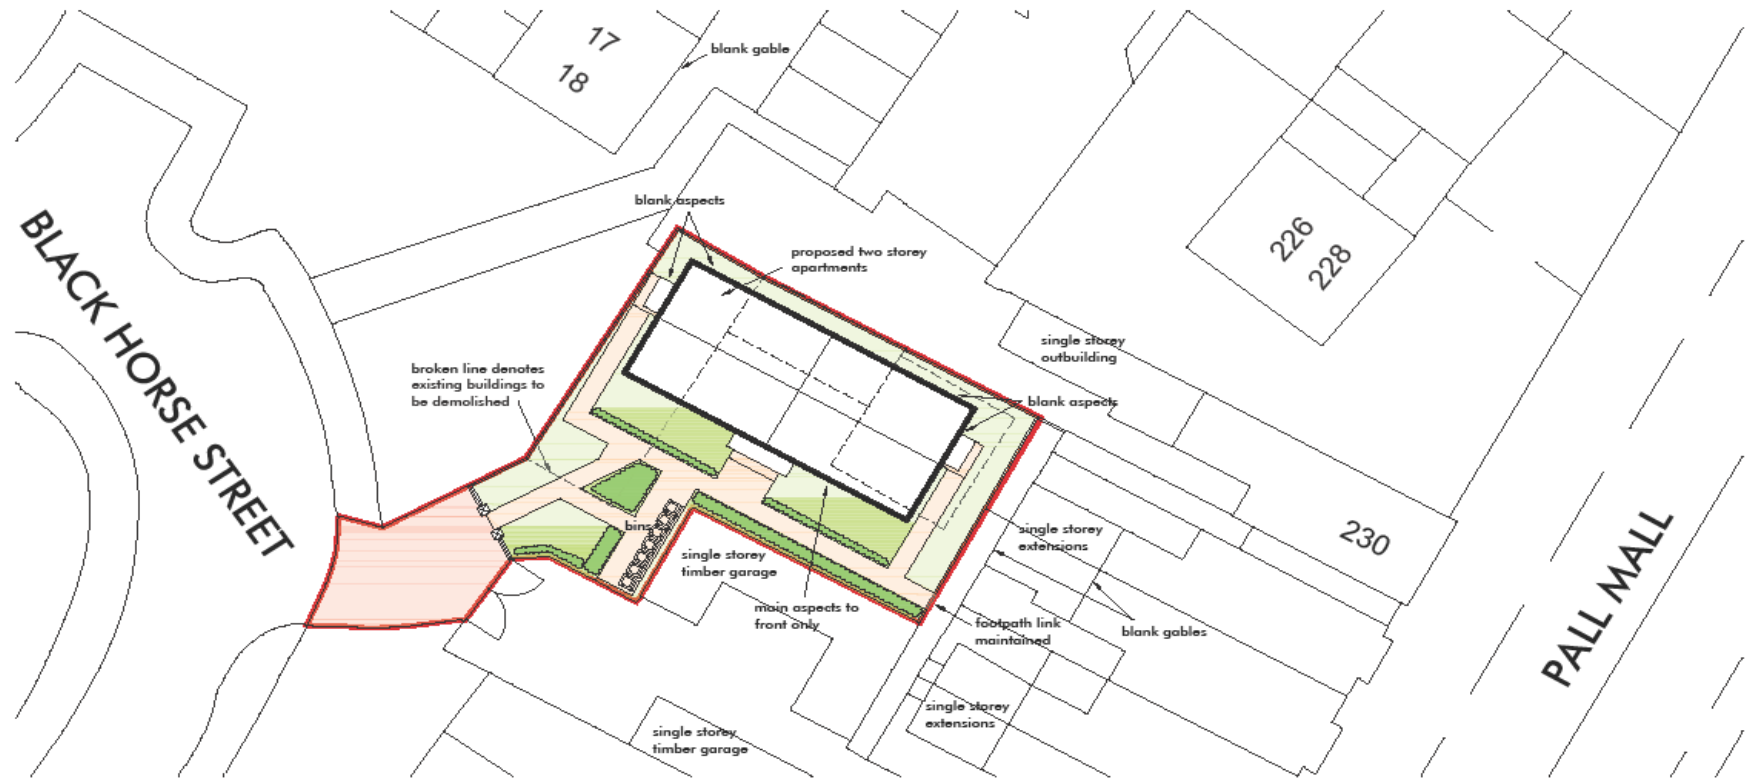 17
18
blank gable
blank aspects
proposed two storey
apartments
226
228
BLACK HORSE STREET
single storey
outbuilding
broken line denotes
existing buildings to
be demolished
blank aspects
bins
single storey
timber garage
single storey
extensions
230
PALL MALL
main aspects to
front only
footpath link
maintained
blank gables
single storey
extensions
single storey
timber garage